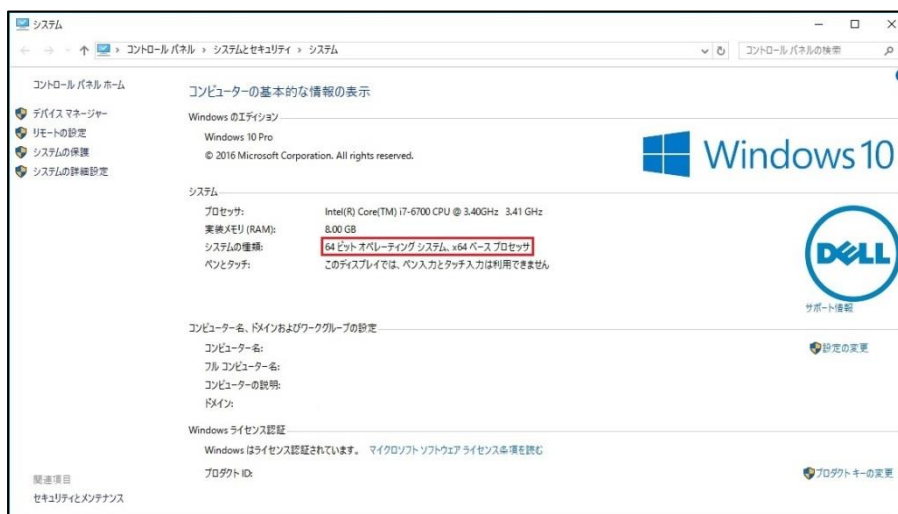 システム
コントロール パネル › システムとセキュリティ › システム
コントロール パネルの検索
コントロール パネル ホーム
デバイス マネージャー
リモートの設定
システムの保護
システムの詳細設定
コンピューターの基本的な情報の表示
Windows のエディション
Windows 10 Pro
© 2016 Microsoft Corporation. All rights reserved.
Windows 10
システム
プロセッサ: Intel(R) Core(TM) i7-6700 CPU @ 3.40GHz 3.41 GHz
実装メモリ (RAM): 8.00 GB
システムの種類: 64 ビット オペレーティング システム、x64 ベース プロセッサ
ペンとタッチ: このディスプレイでは、ペン入力とタッチ入力は利用できません
DELL
サポート情報
コンピューター名、ドメインおよびワークグループの設定
コンピューター名:
設定の変更
フル コンピューター名:
コンピューターの説明:
ドメイン:
Windows ライセンス認証
Windows はライセンス認証されています。 マイクロソフト ソフトウェア ライセンス条項を読む
プロダクト ID:
プロダクト キーの変更
関連項目
セキュリティとメンテナンス